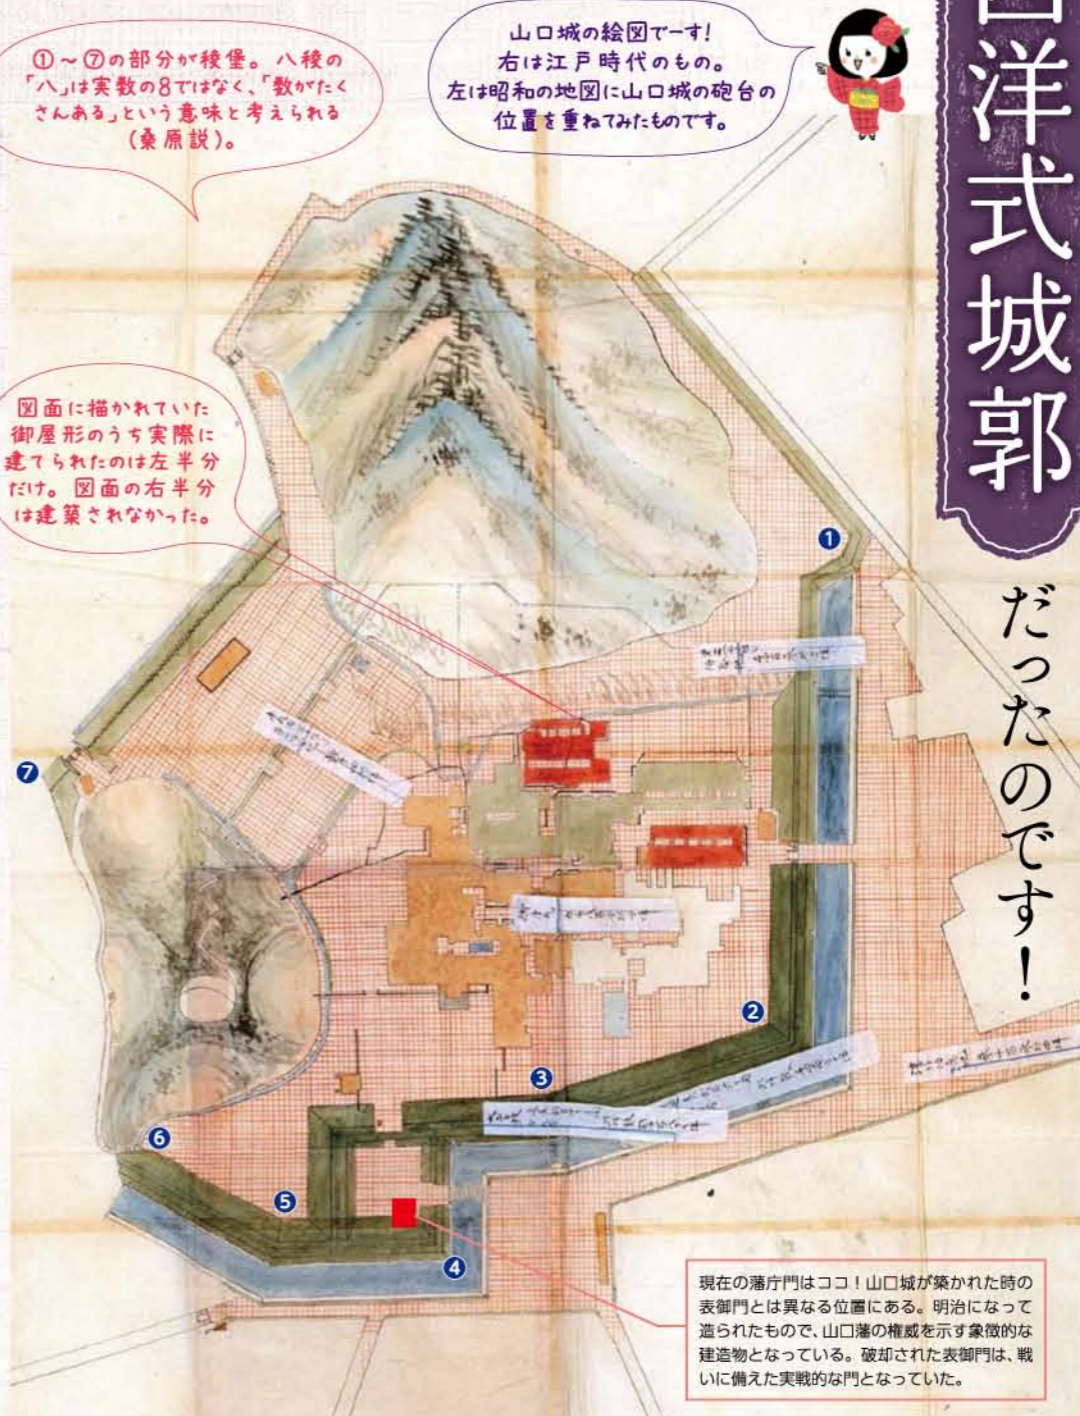 洋式城郭
だったのです！
山口城の絵図でーす！
右は江戸時代のもの。
左は昭和の地図に山口城の砲台の
位置を重ねてみたものです。
①～⑦の部分が稜堡。八稜の
「八」は実数の8ではなく、「数がたく
さんある」という意味と考えられる
（桑原説）。
図面に描かれていた
御屋形のうち実際に
建てられたのは左半分
だけ。図面の右半分
は建築されなかった。
1
7
2
3
6
5
4
現在の藩庁門はココ！山口城が築かれた時の
表御門とは異なる位置にある。明治になって
造られたもので、山口藩の権威を示す象徴的な
建造物となっている。破却された表御門は、戦
いに備えた実戦的な門となっていた。